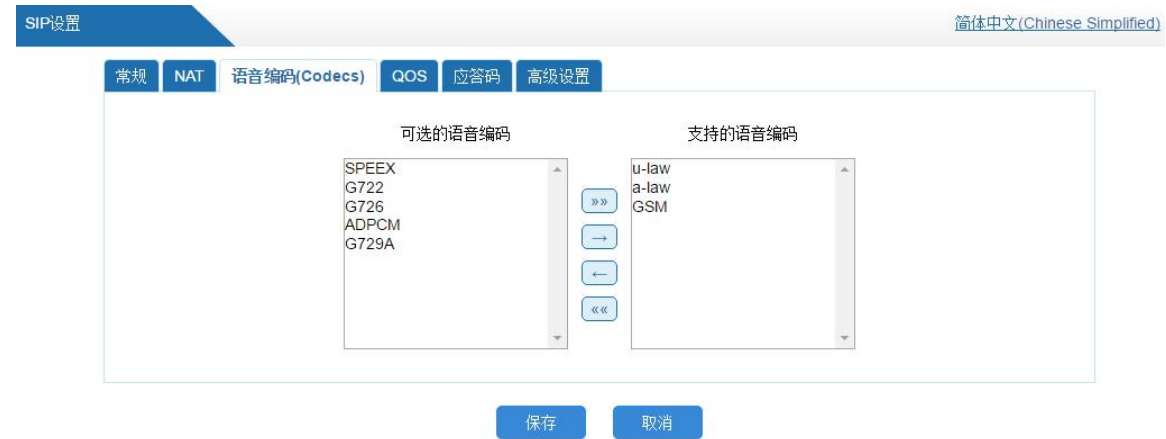 SIP设置
简体中文(Chinese Simplified)
常规 NAT 语音编码(Codecs) QOS 应答码 高级设置
可选的语音编码 支持的语音编码
SPEEX
G722
G726
ADPCM
G729A
u-law
a-law
GSM
»»
→
←
««
保存 取消